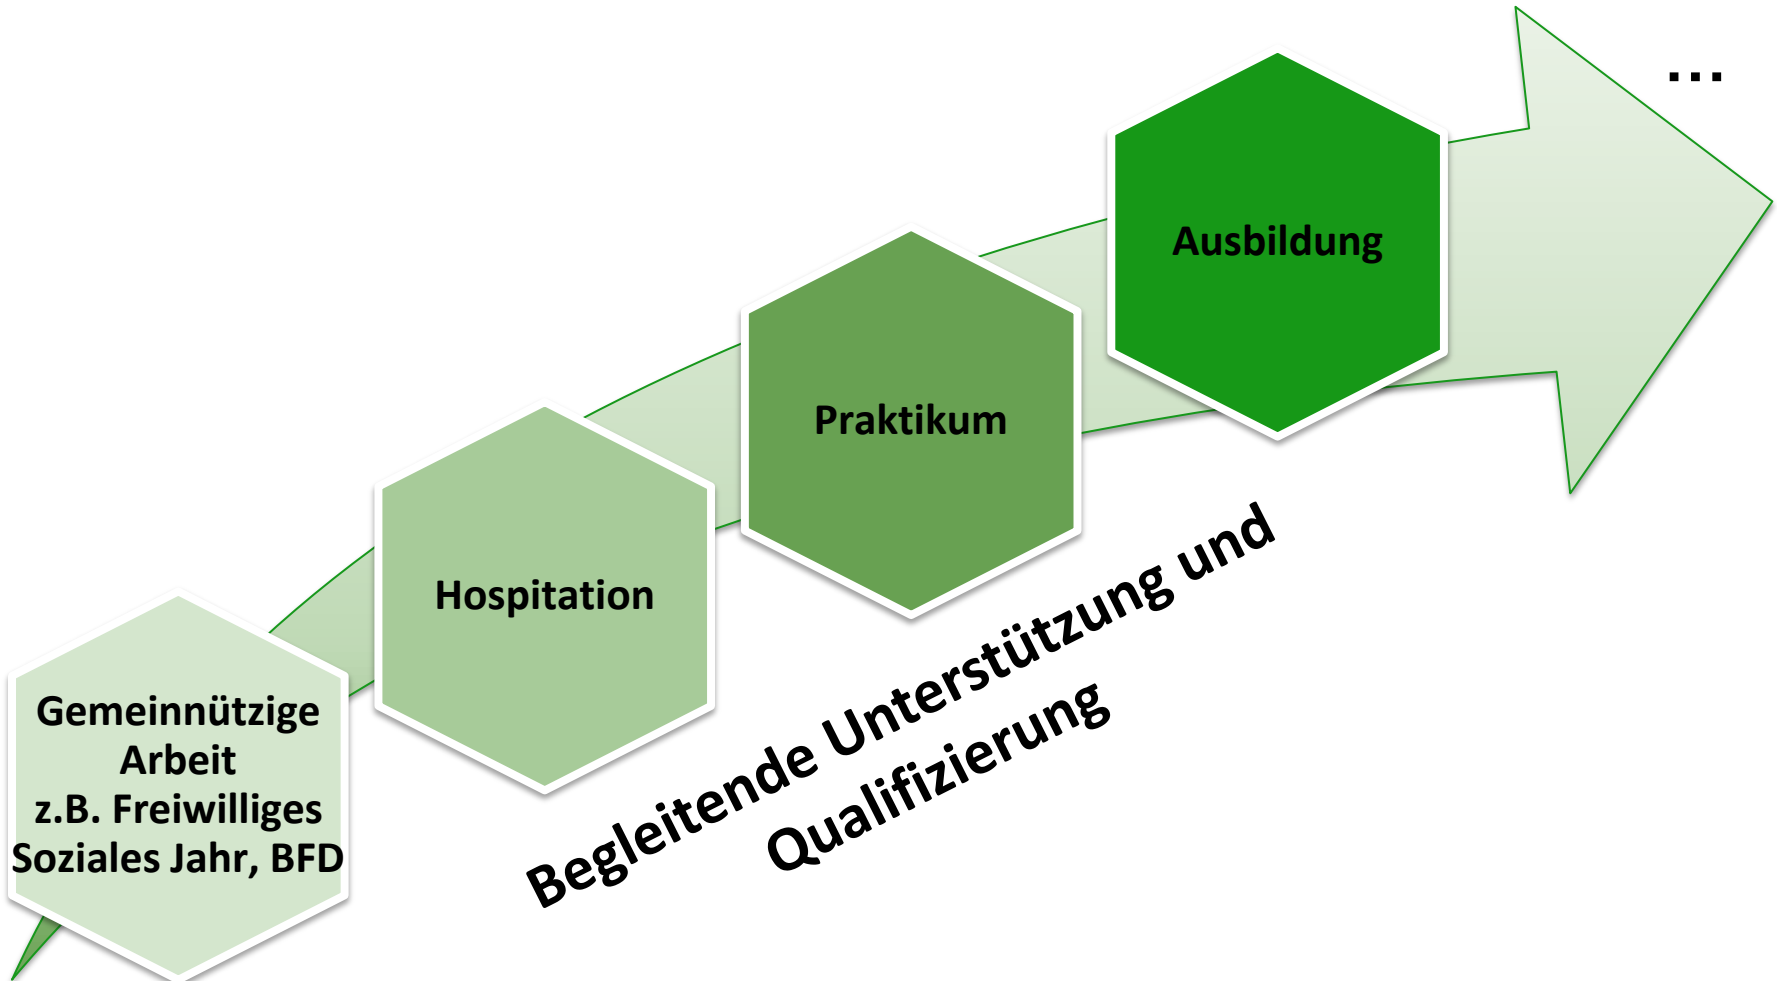 Gemeinnützige
Arbeit
z.B. Freiwilliges
Soziales Jahr, BFD
Hospitation
Praktikum
Ausbildung
...
Begleitende Unterstützung und
Qualifizierung